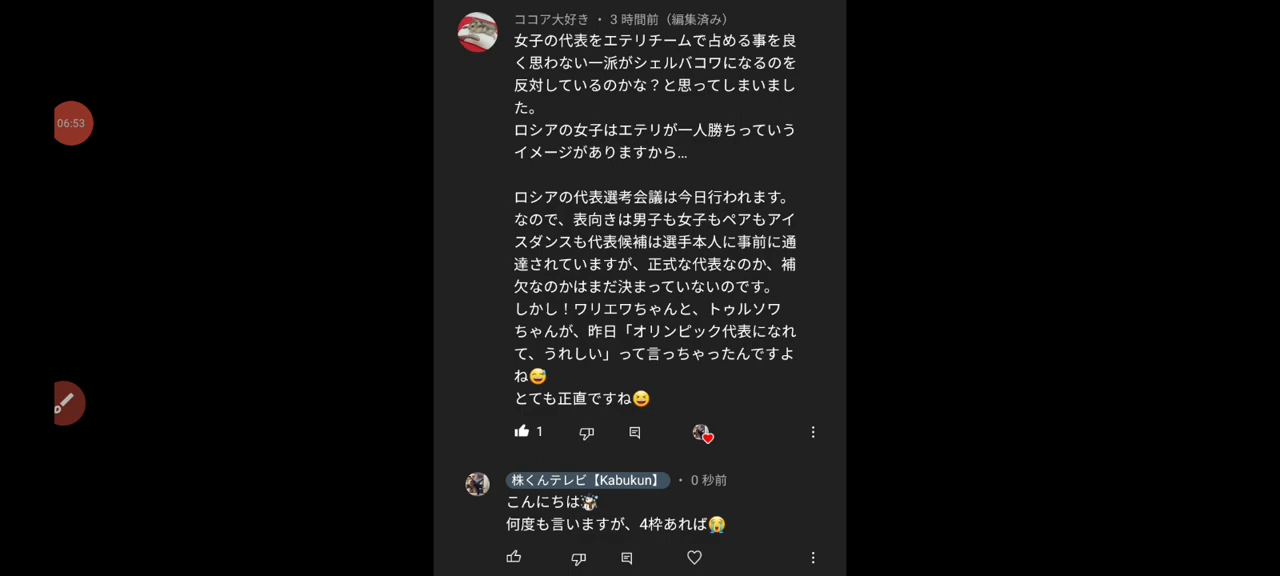 ココア大好き ・ 3 時間前（編集済み）
女子の代表をエテリチームで占める事を良
く思わない一派がシェルバコワになるのを
反対しているのかな？と思ってしまいまし
た。
ロシアの女子はエテリが一人勝ちっていう
イメージがありますから…
ロシアの代表選考会議は今日行われます。
なので、表向きは男子も女子もペアもアイ
スダンスも代表候補は選手本人に事前に通
達されていますが、正式な代表なのか、補
欠なのかはまだ決まっていないのです。
しかし！ワリエワちゃんと、トゥルソワ
ちゃんが、昨日「オリンピック代表になれ
て、うれしい」って言っちゃったんですよ
ね😅
とても正直ですね😆
1
株くんテレビ【Kabukun】 ・ 0 秒前
こんにちは☃️
何度も言いますが、4枠あれば😭
06:53